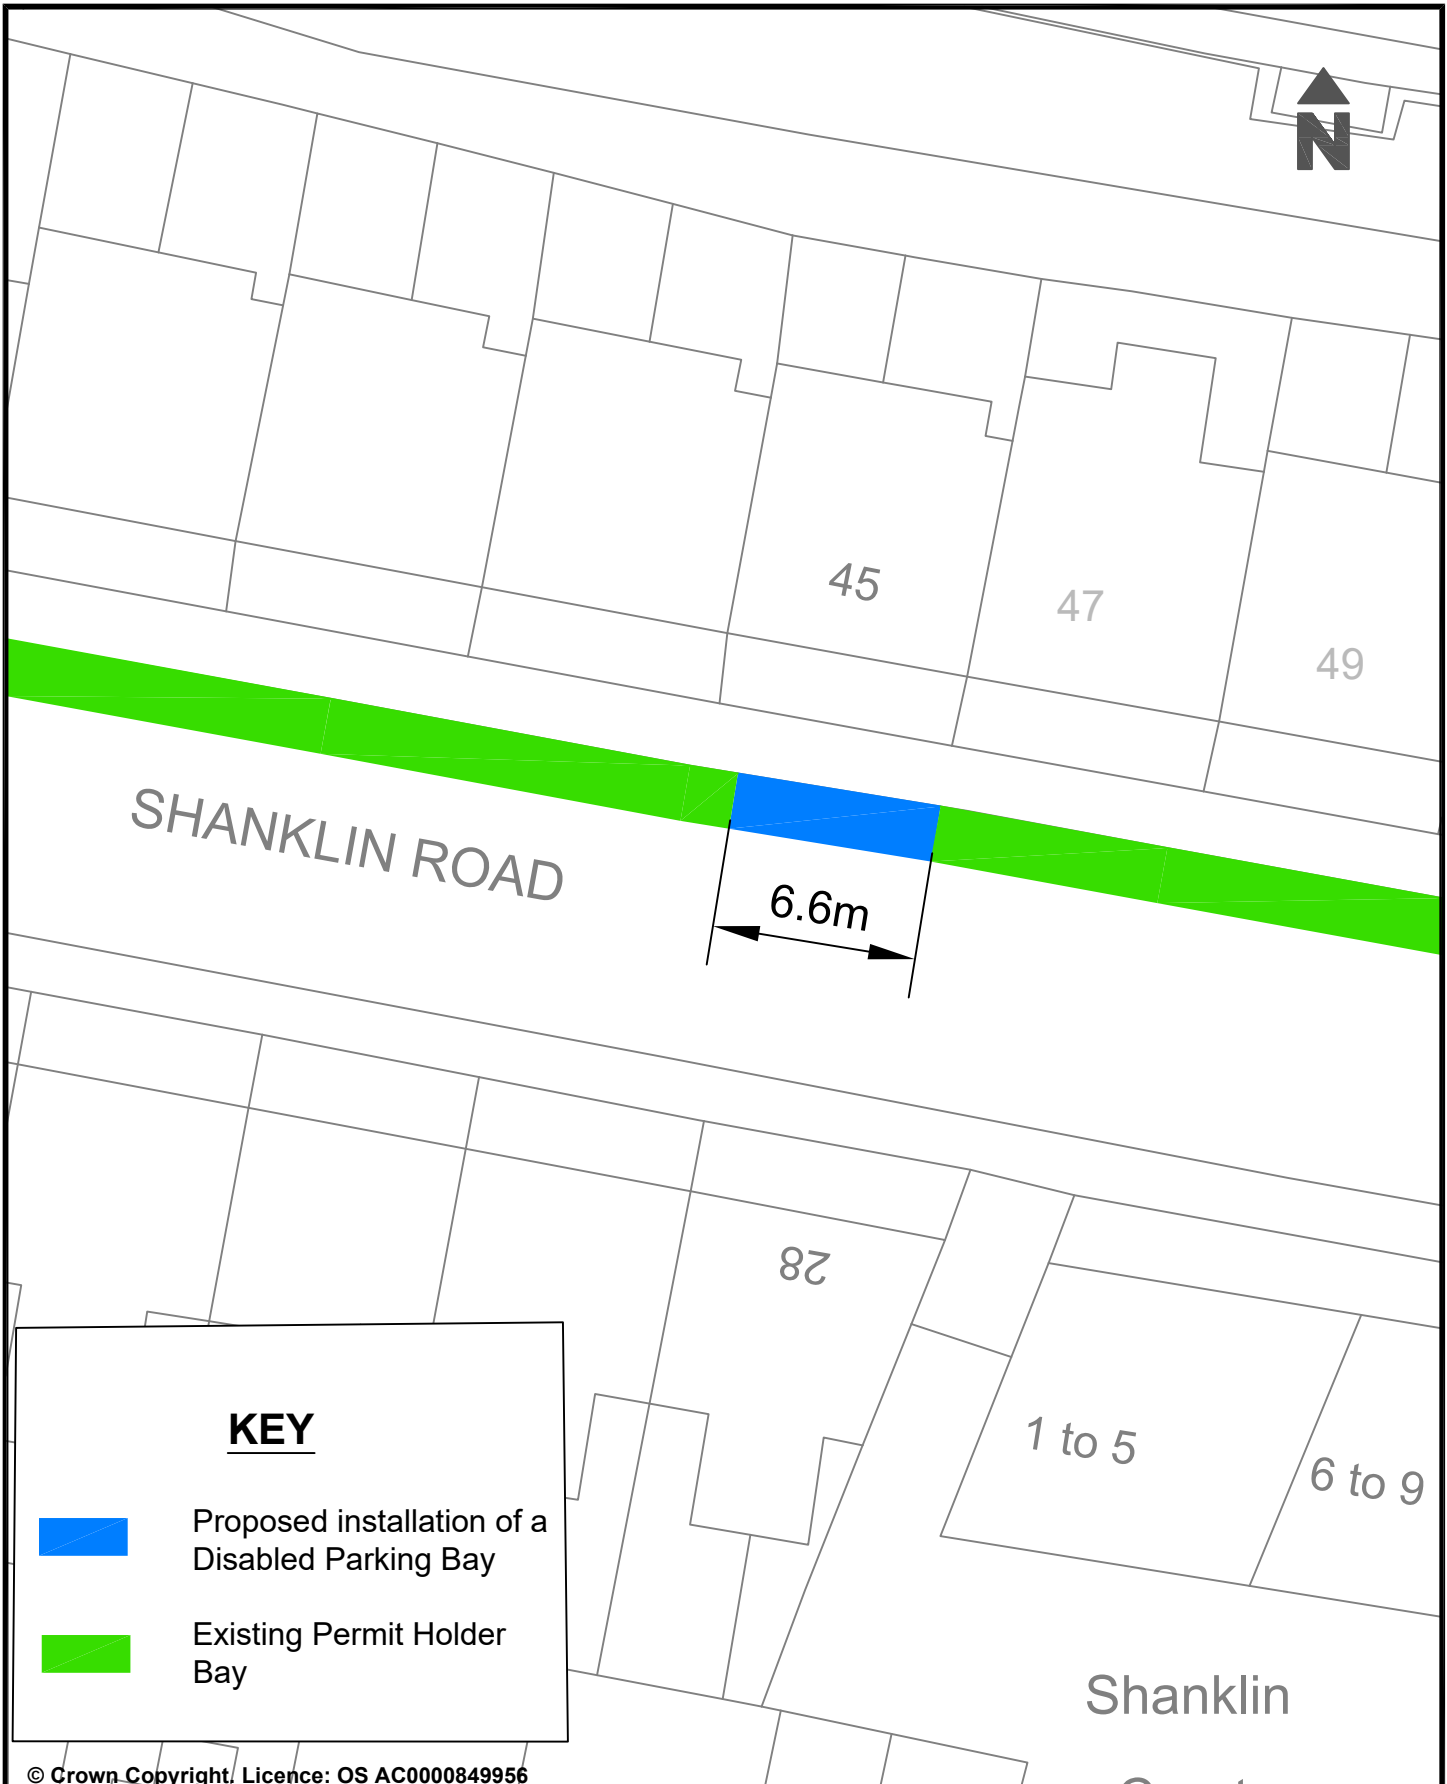 N
45
47
49
SHANKLIN ROAD
6.6m
28
1 to 5
6 to 9
KEY
Proposed installation of a
Disabled Parking Bay
Existing Permit Holder
Bay
Shanklin
© Crown Copyright. Licence: OS AC0000849956